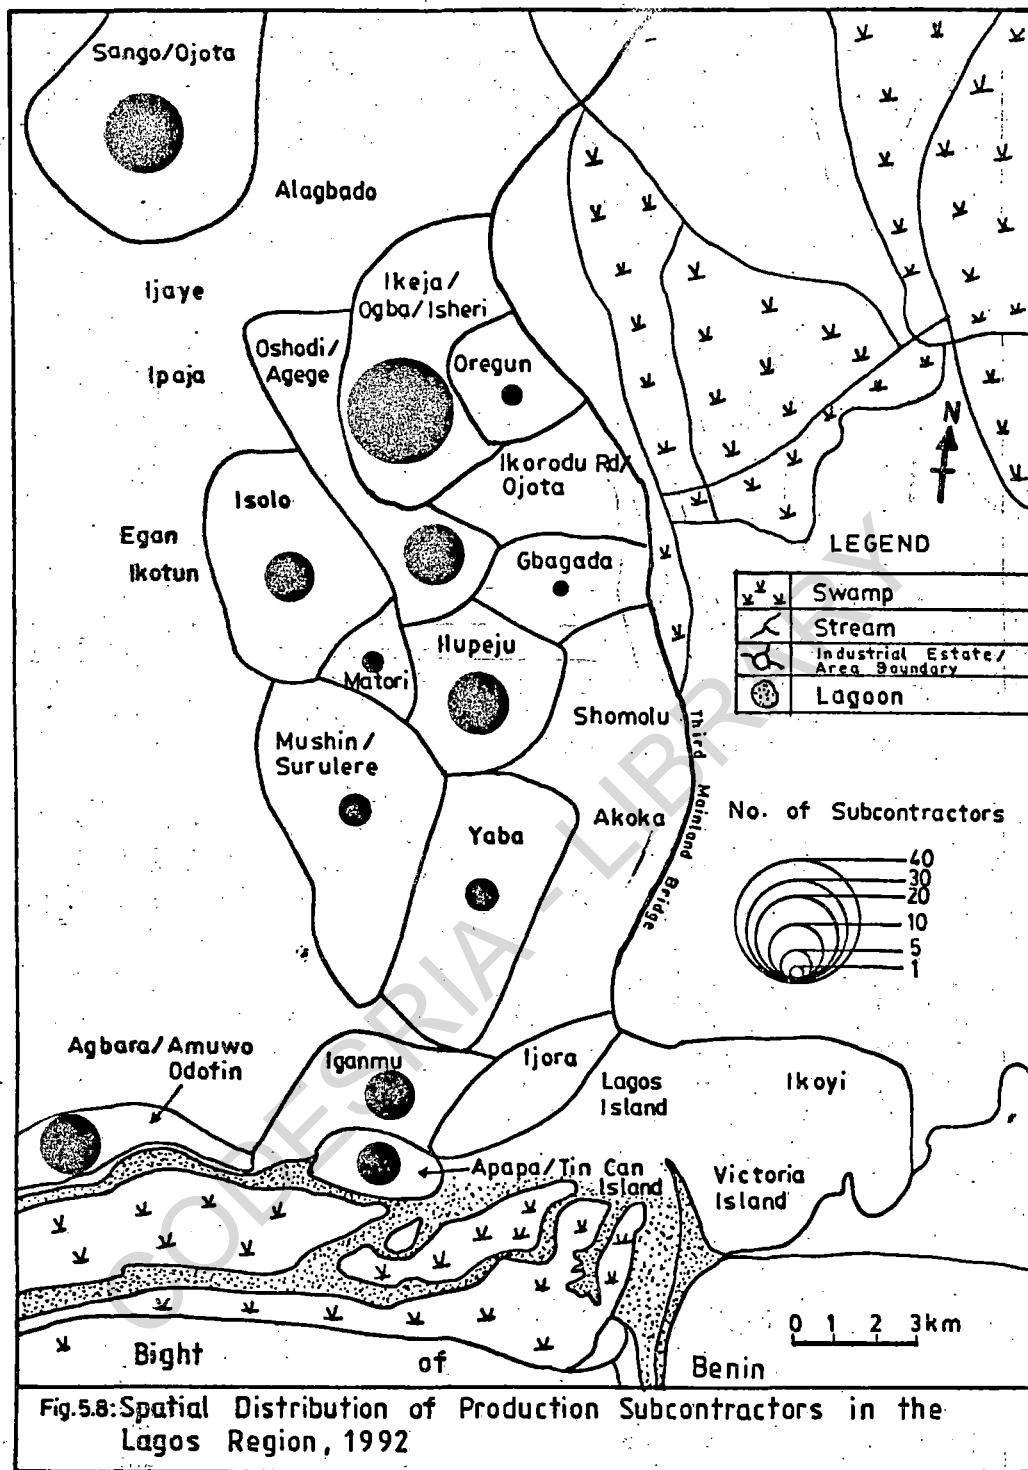 Sango/Ojota
Alagbado
Ijaye
Ikeja/
Ogba/Isheri
Oshodi/
Agege
Ipaja
Oregun
N
Ikorodu Rd/
Ojota
Isolo
Egan
Ikotun
Gbagada
LEGEND
Swamp
Stream
Industrial Estate/
Area Boundary
Lagoon
Ilupeju
Matori
Shomolu
Mushin/
Surulere
Third Mainland Bridge
Akoka
Yaba
No. of Subcontractors
40
30
20
10
5
1
Agbara/Amuwo
Odofin
Iganmu
Ijora
Lagos
Island
Ikoyi
Apapa/Tin Can
Island
Victoria
Island
0 1 2 3km
Bight of Benin
Fig.5.8: Spatial Distribution of Production Subcontractors in the
Lagos Region, 1992
CODESRIA - LIBRARY